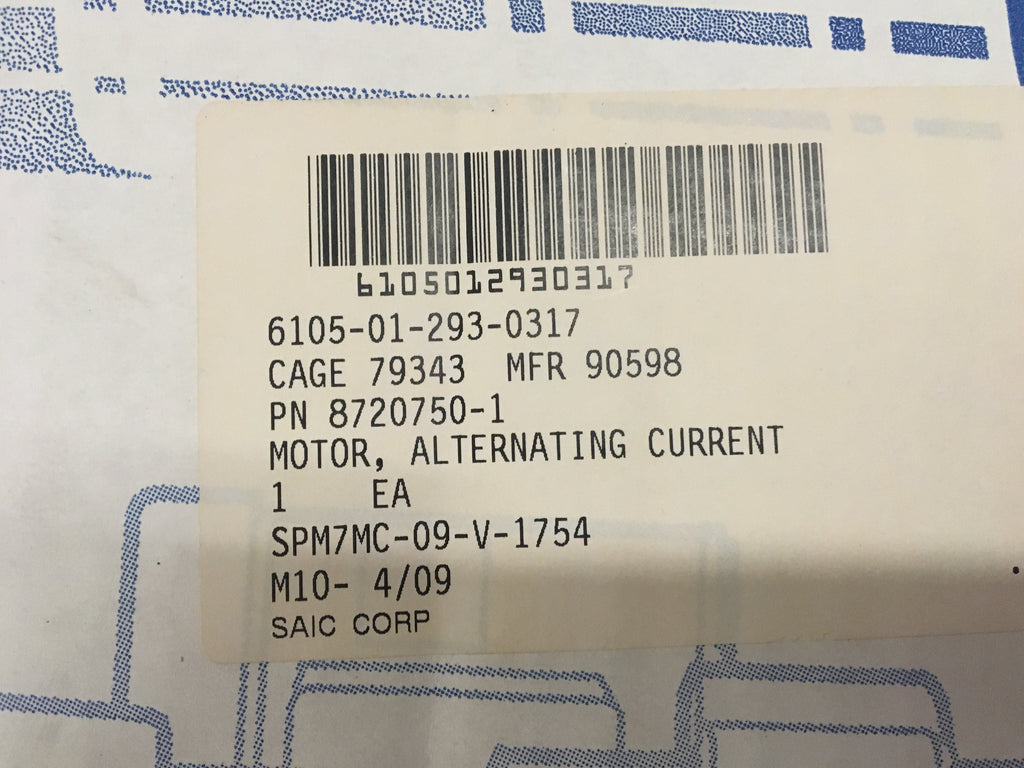 6105012930317
6105-01-293-0317
CAGE 79343 MFR 90598
PN 8720750-1
MOTOR, ALTERNATING CURRENT
1 EA
SPM7MC-09-V-1754
M10- 4/09
SAIC CORP